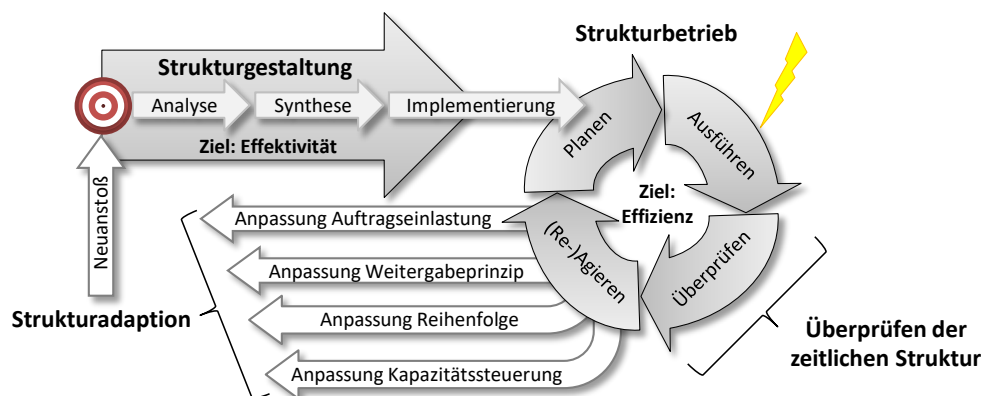 Strukturbetrieb
Strukturgestaltung
Analyse
Synthese
Implementierung
Ziel: Effektivität
Planen
Ausführen
Ziel:
Effizienz
Überprüfen
(Re-)Agieren
Neuanstoß
Anpassung Auftragseinlastung
Anpassung Weitergabeprinzip
Anpassung Reihenfolge
Anpassung Kapazitätssteuerung
Strukturadaption
Überprüfen der
zeitlichen Struktur